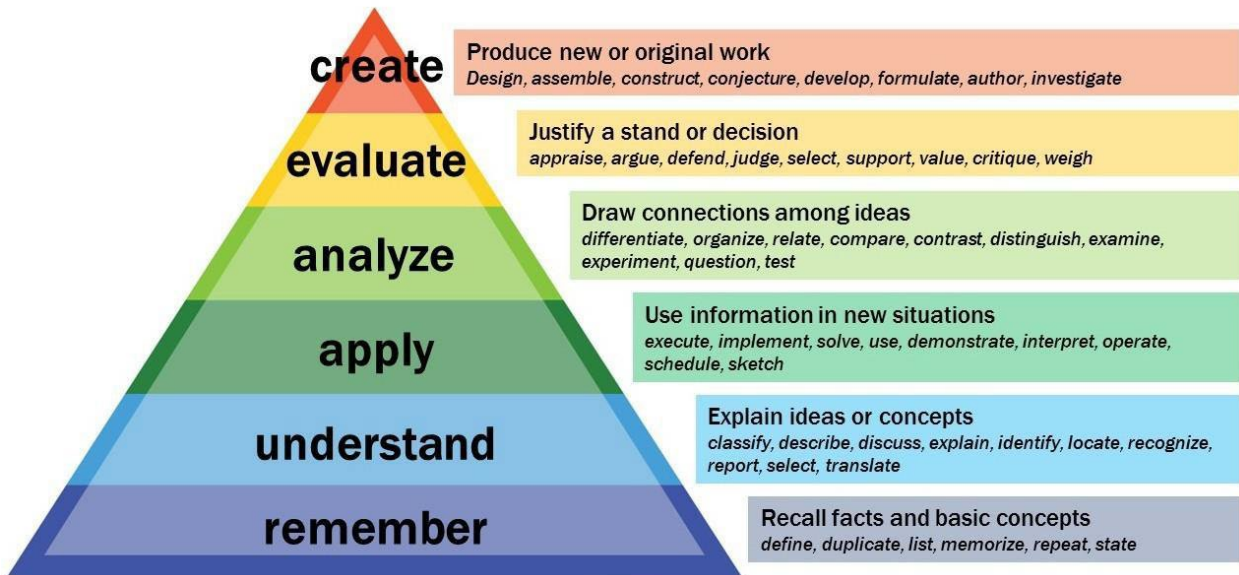 create
Produce new or original work
Design, assemble, construct, conjecture, develop, formulate, author, investigate
evaluate
Justify a stand or decision
appraise, argue, defend, judge, select, support, value, critique, weigh
analyze
Draw connections among ideas
differentiate, organize, relate, compare, contrast, distinguish, examine,
experiment, question, test
apply
Use information in new situations
execute, implement, solve, use, demonstrate, interpret, operate,
schedule, sketch
understand
Explain ideas or concepts
classify, describe, discuss, explain, identify, locate, recognize,
report, select, translate
remember
Recall facts and basic concepts
define, duplicate, list, memorize, repeat, state